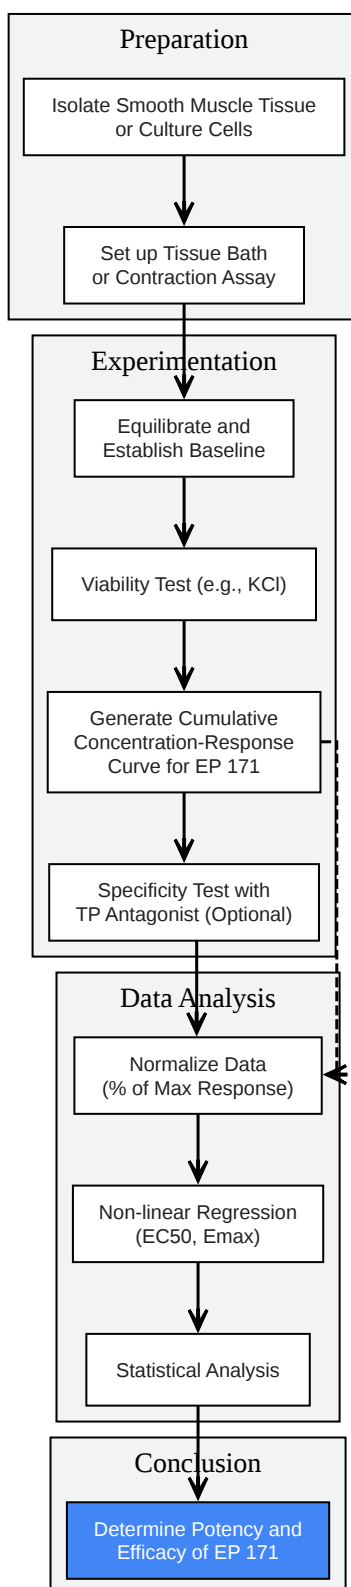 Preparation
Isolate Smooth Muscle Tissue
or Culture Cells
Set up Tissue Bath
or Contraction Assay
Experimentation
Equilibrate and
Establish Baseline
Viability Test (e.g., KCl)
Generate Cumulative
Concentration-Response
Curve for EP 171
Specificity Test with
TP Antagonist (Optional)
Data Analysis
Normalize Data
(% of Max Response)
Non-linear Regression
(EC50, Emax)
Statistical Analysis
Conclusion
Determine Potency and
Efficacy of EP 171